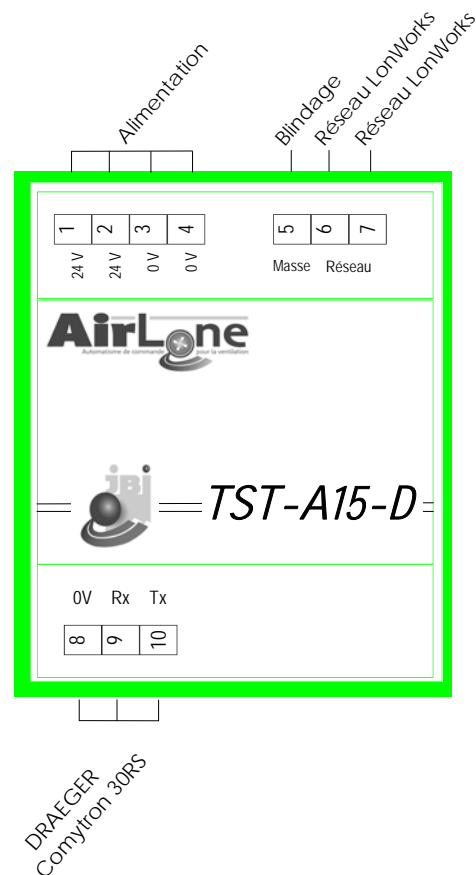 Alimentation
Blindage
Réseau LonWorks
Réseau LonWorks
1 2 3 4
5 6 7
24 V 24 V 0 V 0 V
Masse Réseau
AirLone
Automatisme de commande pour la ventilation
JBJ
TST-A15-D
0V Rx Tx
8 9 10
DRAEGER
Comytron 30RS